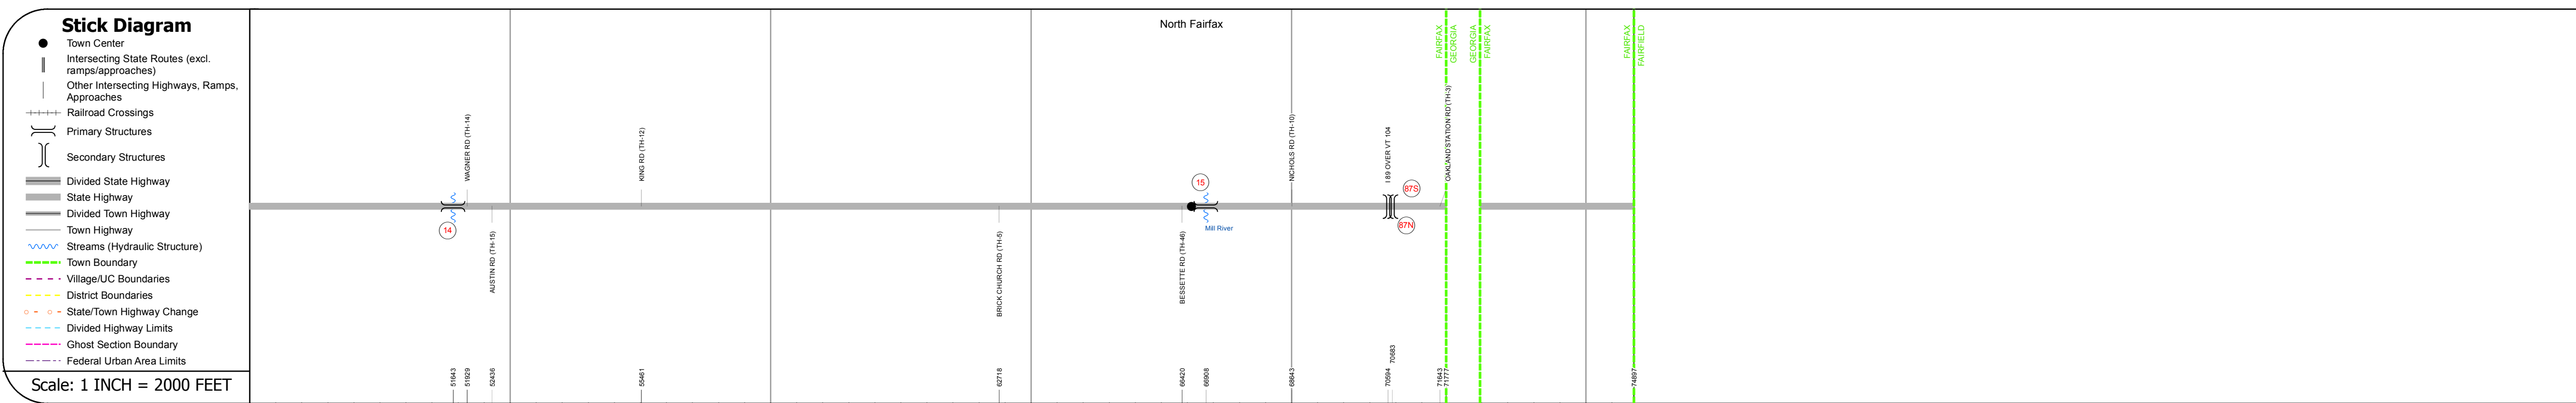 Stick Diagram
Town Center
Intersecting State Routes (excl.
ramps/approaches)
Other Intersecting Highways, Ramps,
Approaches
Railroad Crossings
Primary Structures
Secondary Structures
Divided State Highway
State Highway
Divided Town Highway
Town Highway
Streams (Hydraulic Structure)
Town Boundary
Village/UC Boundaries
District Boundaries
State/Town Highway Change
Divided Highway Limits
Ghost Section Boundary
Federal Urban Area Limits
Scale: 1 INCH = 2000 FEET
North Fairfax
FAIRFAX
GEORGIA
GEORGIA
FAIRFAX
FAIRFAX
FAIRFIELD
WAGNER RD (TH-14)
KING RD (TH-12)
NICHOLS RD (TH-10)
I 89 OVER VT 104
OAKLAND STATION RD (TH-3)
14
15
87S
87N
Mill River
AUSTIN RD (TH-15)
BRICK CHURCH RD (TH-5)
BESSETTE RD (TH-46)
51643
51929
52436
55461
62718
66420
66908
68643
70594
70683
71643
71777
74897